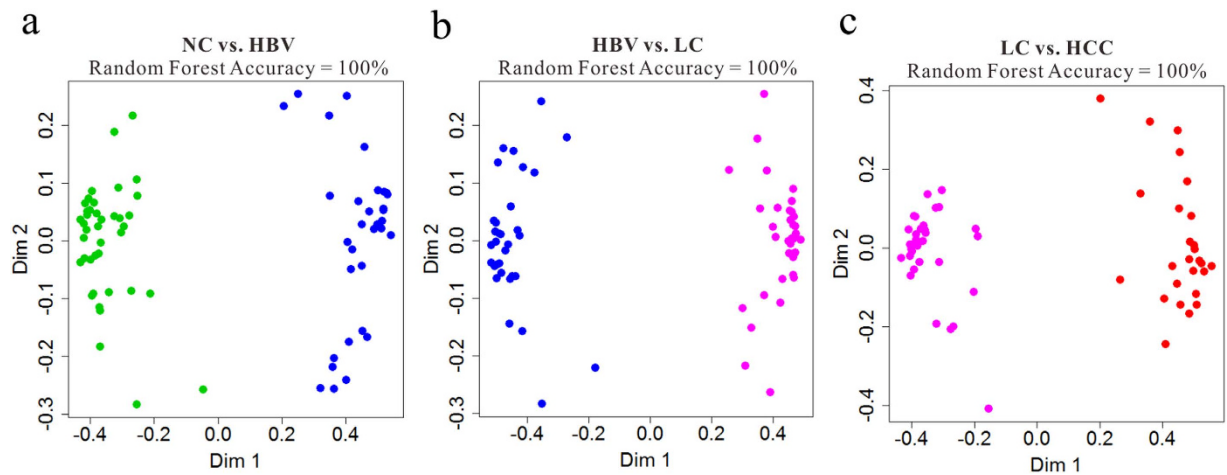 a
NC vs. HBV
Random Forest Accuracy = 100%
Dim 2
0.2
0.1
0.0
-0.1
-0.2
-0.3
-0.4 -0.2 0.0 0.2 0.4
Dim 1
b
HBV vs. LC
Random Forest Accuracy = 100%
Dim 2
0.2
0.1
0.0
-0.1
-0.2
-0.3
-0.4 -0.2 0.0 0.2 0.4
Dim 1
c
LC vs. HCC
Random Forest Accuracy = 100%
Dim 2
0.4
0.2
0.0
-0.2
-0.4
-0.4 -0.2 0.0 0.2 0.4
Dim 1